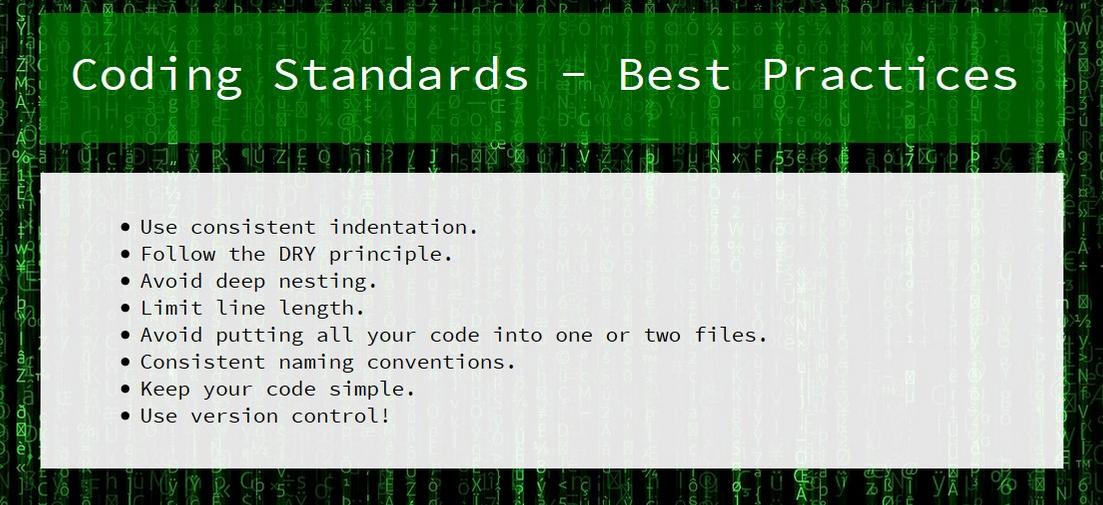 Coding Standards – Best Practices
• Use consistent indentation.
• Follow the DRY principle.
• Avoid deep nesting.
• Limit line length.
• Avoid putting all your code into one or two files.
• Consistent naming conventions.
• Keep your code simple.
• Use version control!